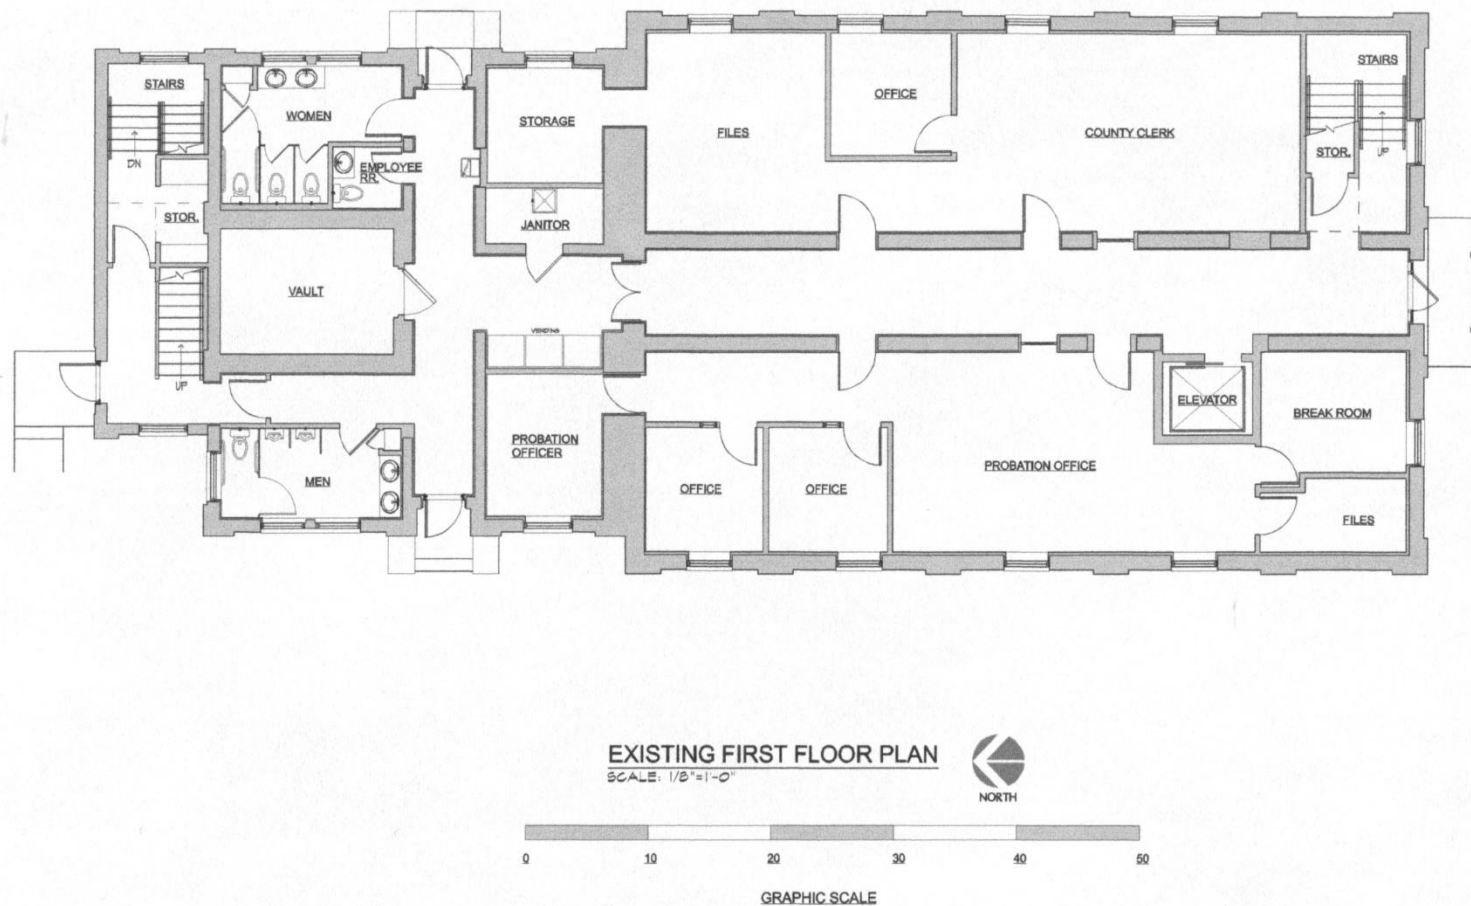 STAIRS
STAIRS
WOMEN
STORAGE
FILES
OFFICE
COUNTY CLERK
DN
EMPLOYEE
RR
STOR.
UP
STOR.
JANITOR
VAULT
VENDING
UP
ELEVATOR
BREAK ROOM
PROBATION
OFFICER
PROBATION OFFICE
MEN
OFFICE
OFFICE
FILES
EXISTING FIRST FLOOR PLAN
SCALE: 1/8"=1'-0"
NORTH
0 10 20 30 40 50
GRAPHIC SCALE